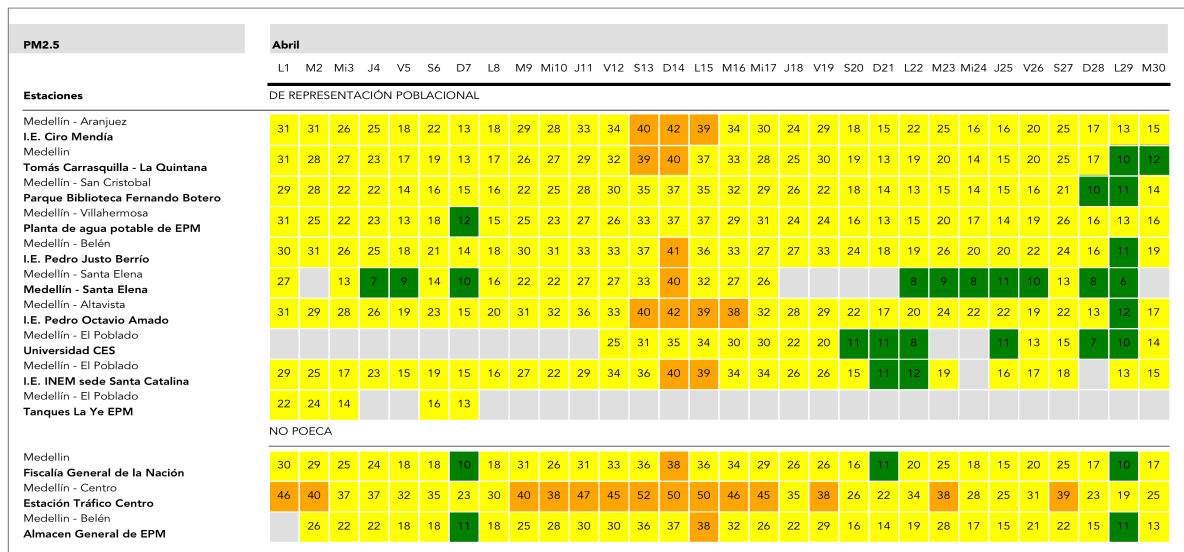 PM2.5 Abril
L1 M2 Mi3 J4 V5 S6 D7 L8 M9 Mi10 J11 V12 S13 D14 L15 M16 Mi17 J18 V19 S20 D21 L22 M23 Mi24 J25 V26 S27 D28 L29 M30
Estaciones DE REPRESENTACIÓN POBLACIONAL
Medellín - Aranjuez
I.E. Ciro Mendía
31 31 26 25 18 22 13 18 29 28 33 34 40 42 39 34 30 24 29 18 15 22 25 16 16 20 25 17 13 15
Medellin
Tomás Carrasquilla - La Quintana
31 28 27 23 17 19 13 17 26 27 29 32 39 40 37 33 28 25 30 19 13 19 20 14 15 20 25 17 10 12
Medellín - San Cristobal
Parque Biblioteca Fernando Botero
29 28 22 22 14 16 15 16 22 25 28 30 35 37 35 32 29 26 22 18 14 13 15 14 15 16 21 10 11 14
Medellín - Villahermosa
Planta de agua potable de EPM
31 25 22 23 13 18 12 15 25 23 27 26 33 37 37 29 31 24 24 16 13 15 20 17 14 19 26 16 13 16
Medellín - Belén
I.E. Pedro Justo Berrío
30 31 26 25 18 21 14 18 30 31 33 33 37 41 36 33 27 27 33 24 18 19 26 20 20 22 24 16 11 19
Medellín - Santa Elena
Medellín - Santa Elena
27 13 7 9 14 10 16 22 22 27 27 33 40 32 27 26 8 9 8 11 10 13 8 6
Medellín - Altavista
I.E. Pedro Octavio Amado
31 29 28 26 19 23 15 20 31 32 36 33 40 42 39 38 32 28 29 22 17 20 24 22 22 19 22 13 12 17
Medellín - El Poblado
Universidad CES
25 31 35 34 30 30 22 20 11 11 8 11 13 15 7 10 14
Medellín - El Poblado
I.E. INEM sede Santa Catalina
29 25 17 23 15 19 15 16 27 22 29 34 36 40 39 34 34 26 26 15 11 12 19 16 17 18 13 15
Medellín - El Poblado
Tanques La Ye EPM
22 24 14 16 13
NO POECA
Medellin
Fiscalía General de la Nación
30 29 25 24 18 18 10 18 31 26 31 33 36 38 36 34 29 26 26 16 11 20 25 18 15 20 25 17 10 17
Medellín - Centro
Estación Tráfico Centro
46 40 37 37 32 35 23 30 40 38 47 45 52 50 50 46 45 35 38 26 22 34 38 28 25 31 39 23 19 25
Medellin - Belén
Almacen General de EPM
26 22 22 18 18 11 18 25 28 30 30 36 37 38 32 26 22 29 16 14 19 28 17 15 21 22 15 11 13